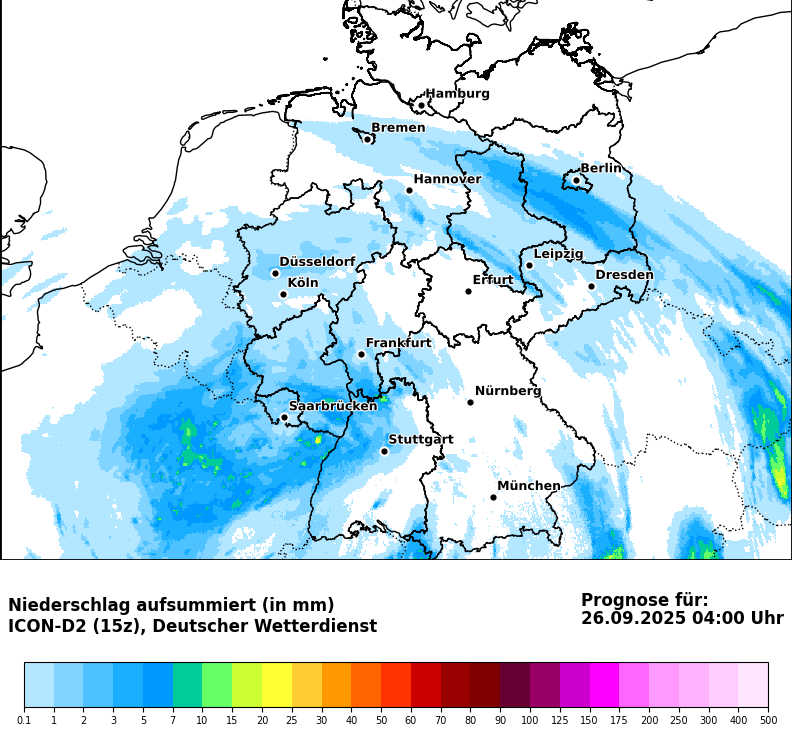 Hamburg
Bremen
Berlin
Hannover
Leipzig
Düsseldorf
Dresden
Köln
Erfurt
Frankfurt
Nürnberg
Saarbrücken
Stuttgart
München
Niederschlag aufsummiert (in mm)
ICON-D2 (15z), Deutscher Wetterdienst
Prognose für:
26.09.2025 04:00 Uhr
0.1 1 2 3 5 7 10 15 20 25 30 40 50 60 70 80 90 100 125 150 175 200 250 300 400 500